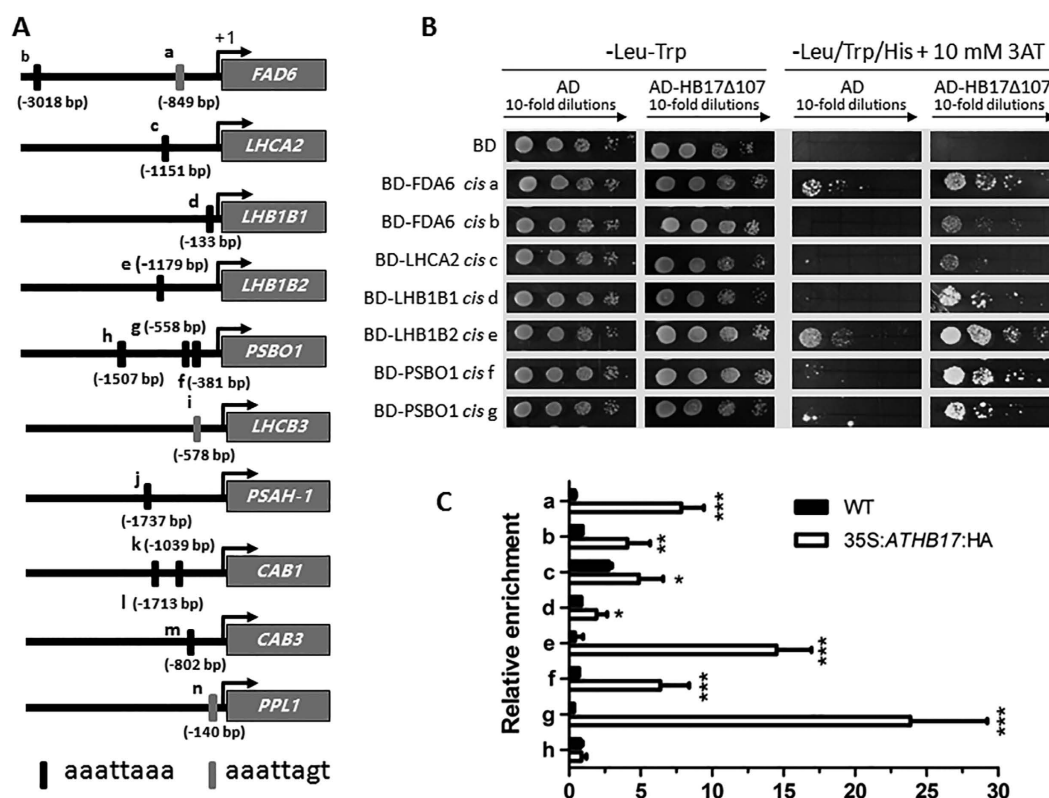 A
b
a
+1
FAD6
(-3018 bp)
(-849 bp)
c
LHCA2
(-1151 bp)
d
LHB1B1
(-133 bp)
e (-1179 bp)
LHB1B2
g (-558 bp)
h
PSBO1
(-1507 bp)
f (-381 bp)
i
LHCB3
(-578 bp)
j
PSAH-1
(-1737 bp)
k (-1039 bp)
CAB1
l (-1713 bp)
m
CAB3
(-802 bp)
n
PPL1
(-140 bp)
aaattaaa
aaattagt
B
-Leu-Trp
-Leu/Trp/His + 10 mM 3AT
AD
AD-HB17Δ107
AD
AD-HB17Δ107
10-fold dilutions
10-fold dilutions
10-fold dilutions
10-fold dilutions
BD
BD-FDA6 cis a
BD-FDA6 cis b
BD-LHCA2 cis c
BD-LHB1B1 cis d
BD-LHB1B2 cis e
BD-PSBO1 cis f
BD-PSBO1 cis g
C
Relative enrichment
a
***
b
**
c
*
d
*
e
***
f
***
g
***
h
WT
35S:ATHB17:HA
0
5
10
15
20
25
30